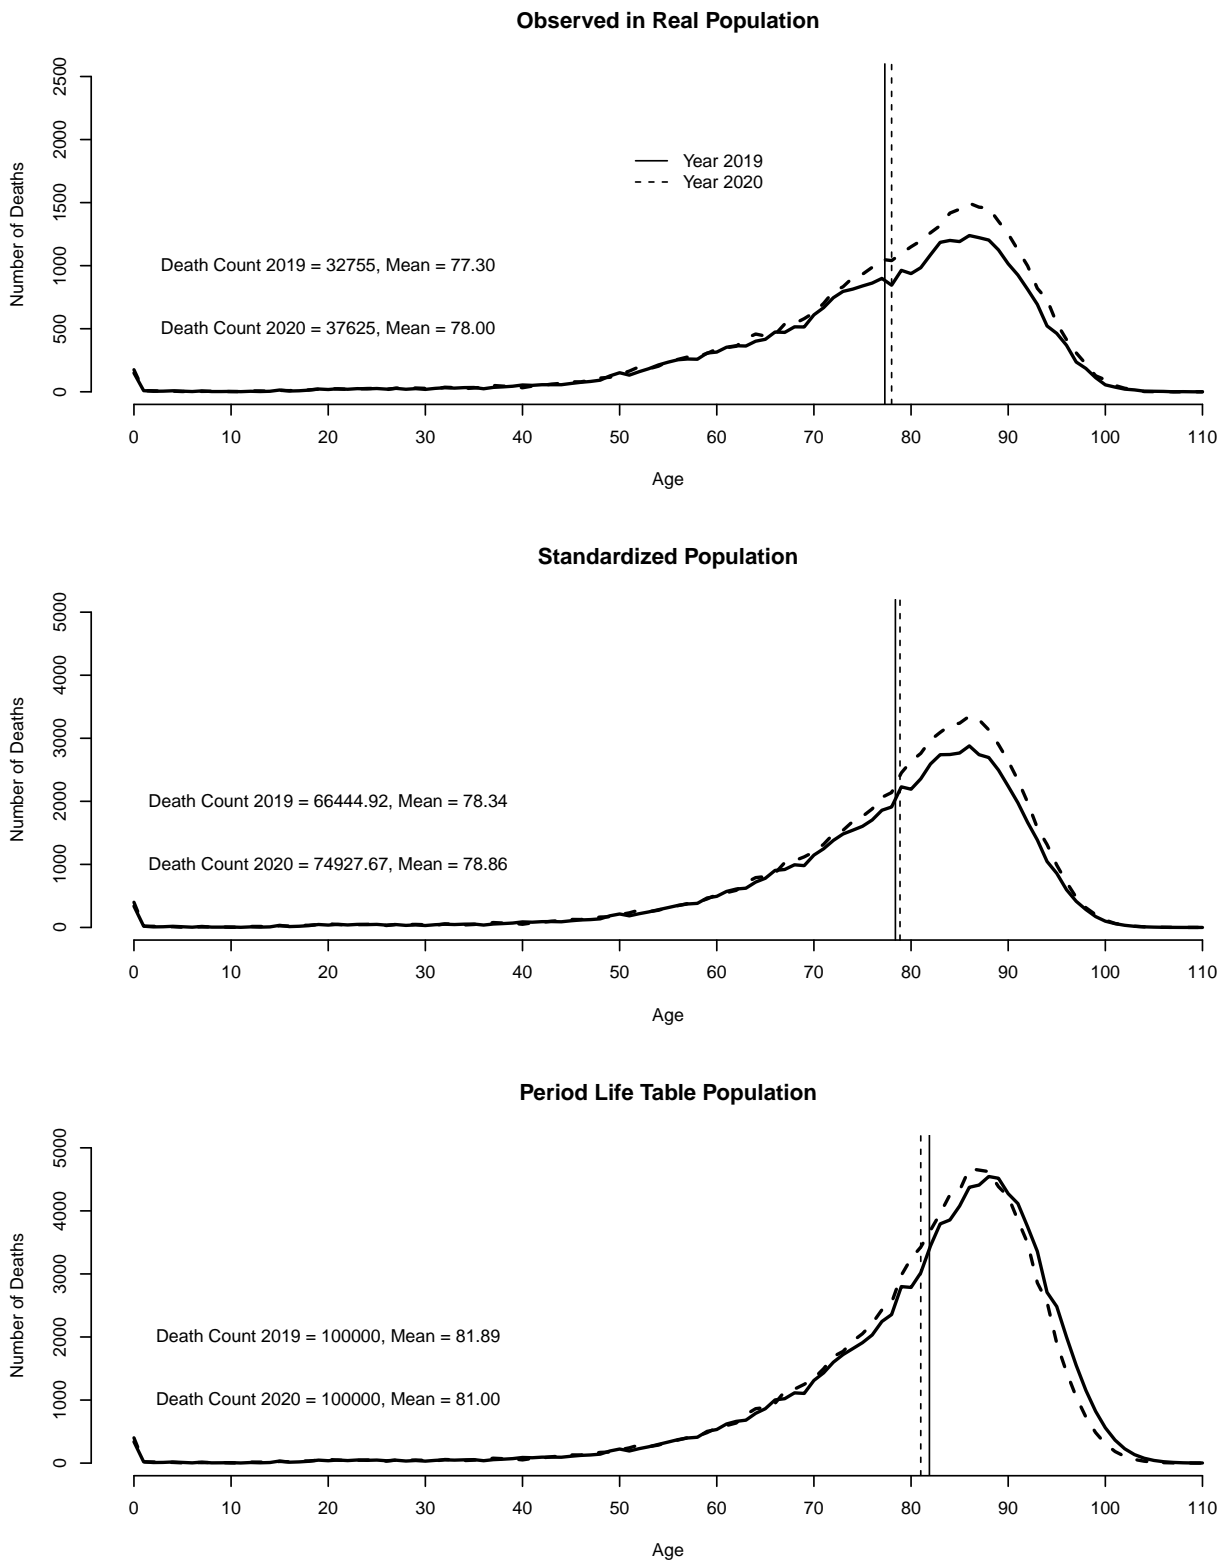 Observed in Real Population
Number of Deaths
2500
2000
1500
1000
500
0
Year 2019
Year 2020
Death Count 2019 = 32755, Mean = 77.30
Death Count 2020 = 37625, Mean = 78.00
0 10 20 30 40 50 60 70 80 90 100 110
Age
Standardized Population
Number of Deaths
5000
4000
3000
2000
1000
0
Death Count 2019 = 66444.92, Mean = 78.34
Death Count 2020 = 74927.67, Mean = 78.86
0 10 20 30 40 50 60 70 80 90 100 110
Age
Period Life Table Population
Number of Deaths
5000
4000
3000
2000
1000
0
Death Count 2019 = 100000, Mean = 81.89
Death Count 2020 = 100000, Mean = 81.00
0 10 20 30 40 50 60 70 80 90 100 110
Age